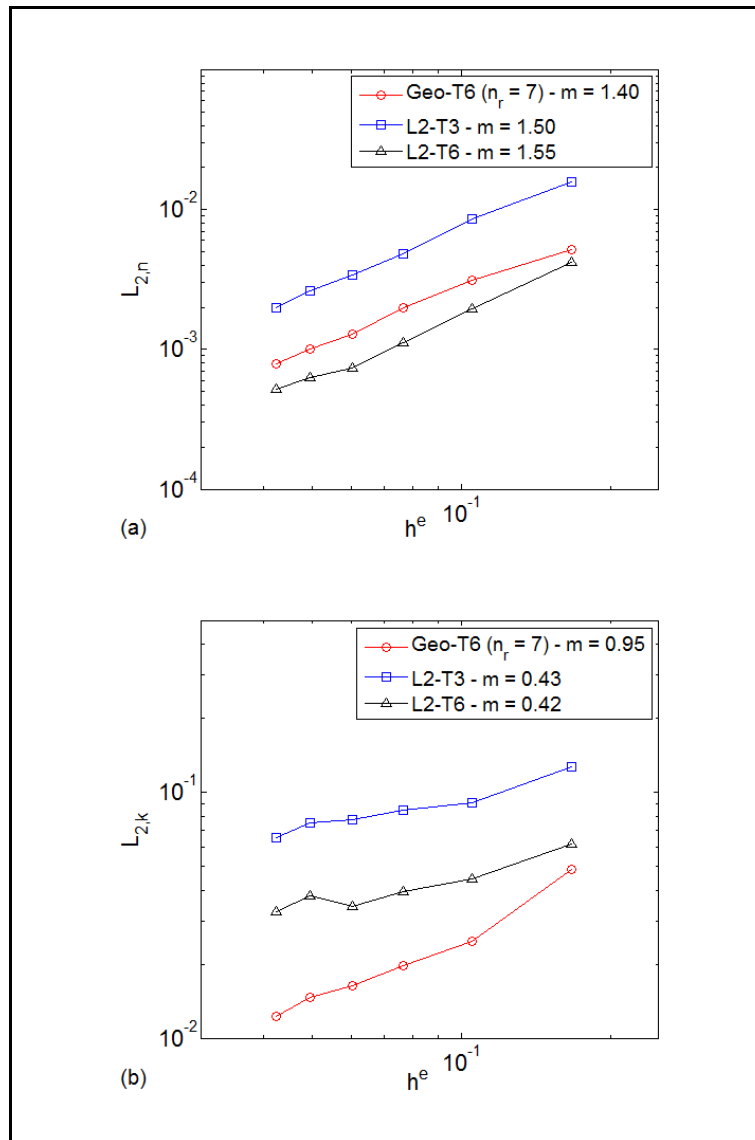 Geo-T6 (n_r = 7) - m = 1.40
L2-T3 - m = 1.50
L2-T6 - m = 1.55
10^-2
10^-3
10^-4
L_2,n
10^-1
h^e
(a)
Geo-T6 (n_r = 7) - m = 0.95
L2-T3 - m = 0.43
L2-T6 - m = 0.42
10^-1
10^-2
L_2,k
10^-1
h^e
(b)